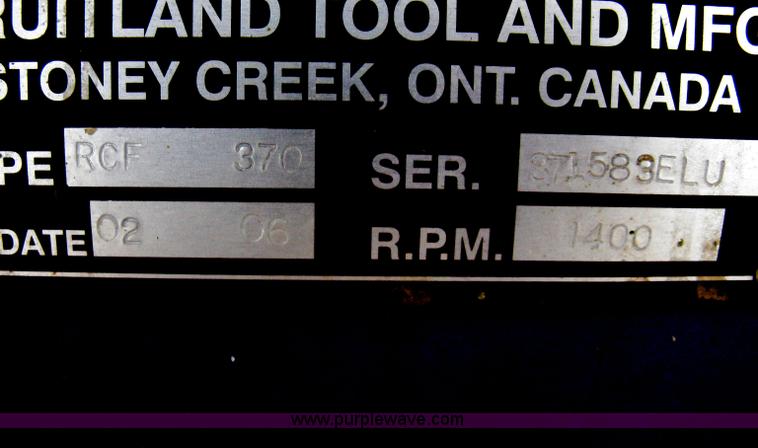 RUITLAND TOOL AND MFG
STONEY CREEK, ONT. CANADA
PE RCF 370 SER. 371583ELU
DATE 02 06 R.P.M. 1400
www.purplewave.com